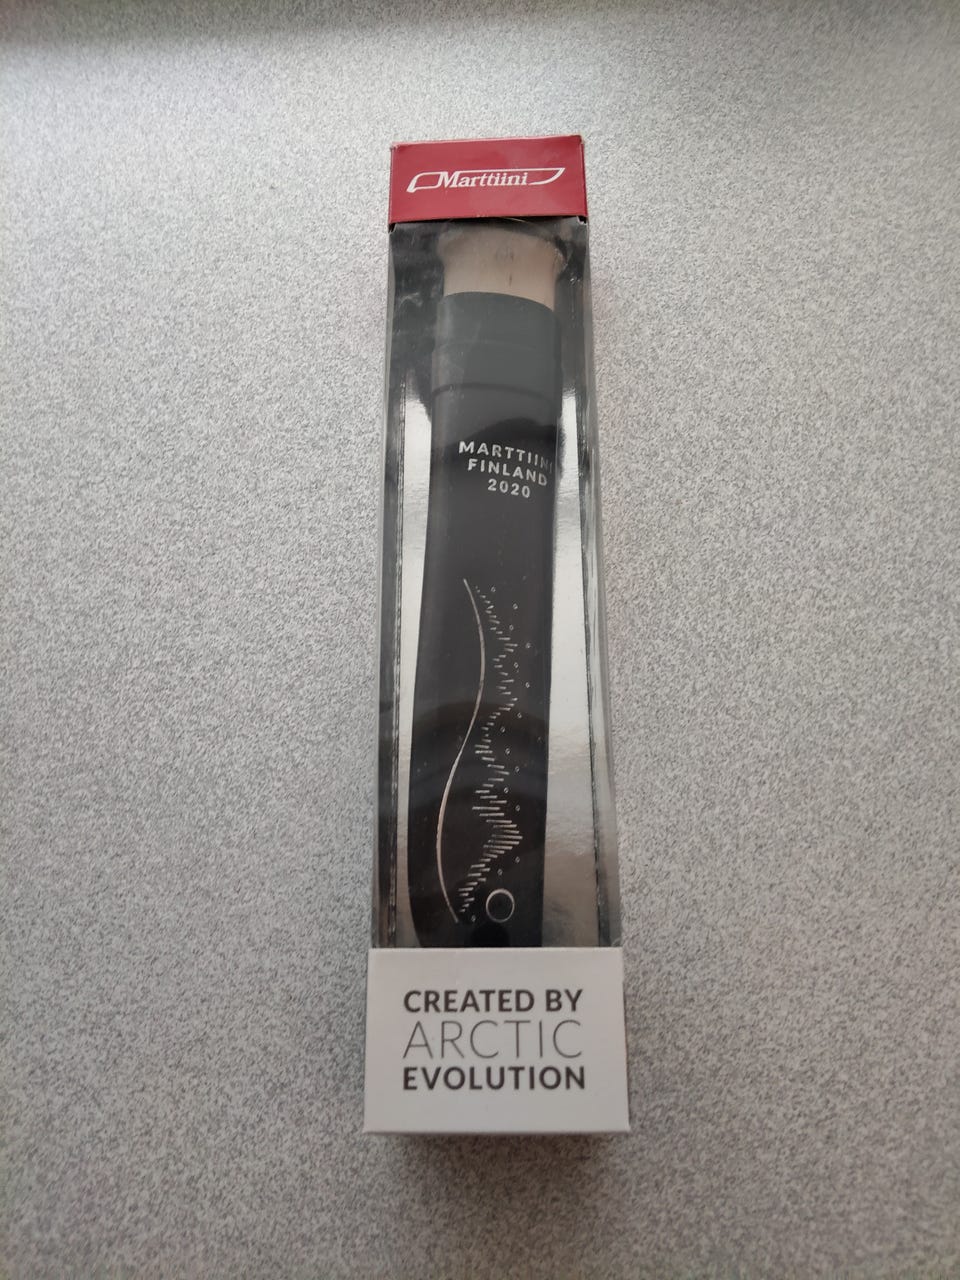 Marttiini
MARTTIINI
FINLAND
2020
CREATED BY
ARCTIC
EVOLUTION